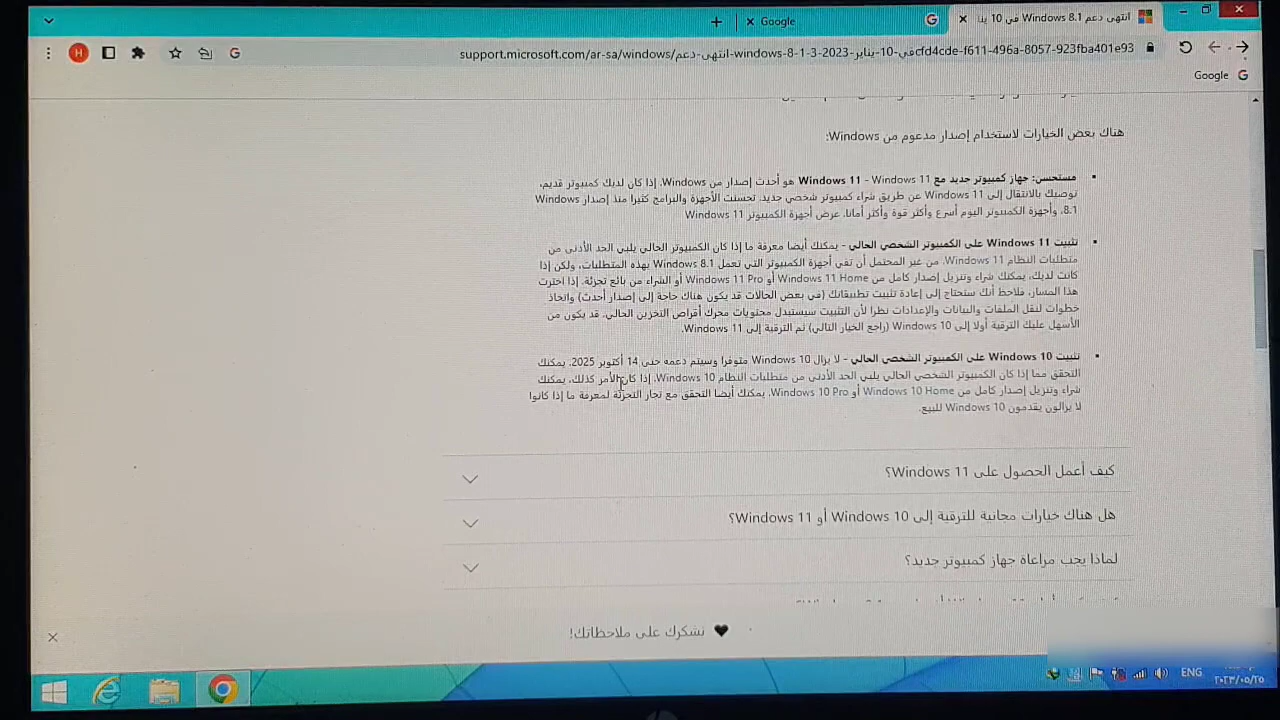 انتهى دعم Windows 8.1 في 10 ينا
Google
support.microsoft.com/ar-sa/windows/انتهى-دعم-windows-8-1-في-10-يناير-2023-3cfd4cde-f611-496a-8057-923fba401e93
H
Google
هناك بعض الخيارات لاستخدام إصدار مدعوم من Windows:
مستحسن: جهاز كمبيوتر جديد مع Windows 11 - Windows 11 هو أحدث إصدار من Windows. إذا كان لديك كمبيوتر قديم،
نوصيك بالانتقال إلى Windows 11 عن طريق شراء كمبيوتر شخصي جديد. تحسنت الأجهزة والبرامج كثيرا منذ إصدار Windows
8.1، وأجهزة الكمبيوتر اليوم أسرع وأكثر قوة وأكثر أمانا. عرض أجهزة الكمبيوتر Windows 11
تثبيت Windows 11 على الكمبيوتر الشخصي الحالي - يمكنك أيضا معرفة ما إذا كان الكمبيوتر الحالي يلبي الحد الأدنى من
متطلبات النظام Windows 11. من غير المحتمل أن تفي أجهزة الكمبيوتر التي تعمل Windows 8.1 بهذه المتطلبات، ولكن إذا
كانت لديك، يمكنك شراء وتنزيل إصدار كامل من Windows 11 Home أو Windows 11 Pro أو الشراء من بائع تجزئة. إذا اخترت
هذا المسار، فلاحظ أنك ستحتاج إلى إعادة تثبيت تطبيقاتك (في بعض الحالات قد يكون هناك حاجة إلى إصدار أحدث) واتخاذ
خطوات لنقل الملفات والبيانات والإعدادات نظرا لأن التثبيت سيستبدل محتويات محرك أقراص التخزين الحالي. قد يكون من
الأسهل عليك الترقية أولا إلى Windows 10 (راجع الخيار التالي) ثم الترقية إلى Windows 11.
تثبيت Windows 10 على الكمبيوتر الشخصي الحالي - لا يزال Windows 10 متوفرا وسيتم دعمه حتى 14 أكتوبر 2025. يمكنك
التحقق مما إذا كان الكمبيوتر الشخصي الحالي يلبي الحد الأدنى من متطلبات النظام Windows 10. إذا كان الأمر كذلك، يمكنك
شراء وتنزيل إصدار كامل من Windows 10 Home أو Windows 10 Pro. يمكنك أيضا التحقق مع تجار التجزئة لمعرفة ما إذا كانوا
لا يزالون يقدمون Windows 10 للبيع.
كيف أعمل الحصول على Windows 11؟
هل هناك خيارات مجانية للترقية إلى Windows 10 أو Windows 11؟
لماذا يجب مراعاة جهاز كمبيوتر جديد؟
نشكرك على ملاحظاتك!
ENG
٢٠٢٣/٠٥/٢٥